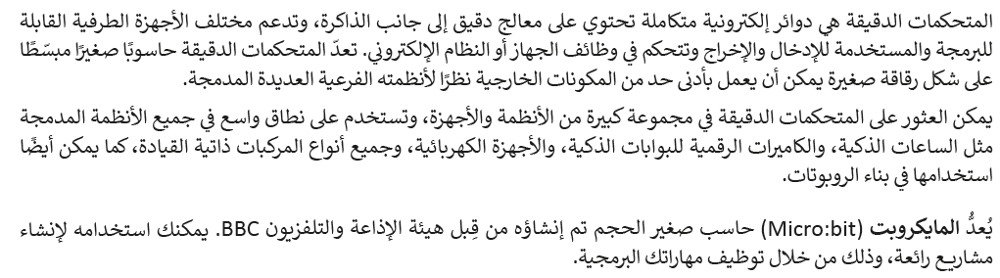 المتحكمات الدقيقة هي دوائر إلكترونية متكاملة تحتوي على معالج دقيق إلى جانب الذاكرة، وتدعم مختلف الأجهزة الطرفية القابلة
للبرمجة والمستخدمة للإدخال والإخراج وتتحكم في وظائف الجهاز أو النظام الإلكتروني. تعدّ المتحكمات الدقيقة حاسوبًا صغيرًا مبسّطًا
على شكل رقاقة صغيرة يمكن أن يعمل بأدنى حد من المكونات الخارجية نظرًا لأنظمته الفرعية العديدة المدمجة.
يمكن العثور على المتحكمات الدقيقة في مجموعة كبيرة من الأنظمة والأجهزة، وتستخدم على نطاق واسع في جميع الأنظمة المدمجة
مثل الساعات الذكية، والكاميرات الرقمية للبوابات الذكية، والأجهزة الكهربائية، وجميع أنواع المركبات ذاتية القيادة، كما يمكن أيضًا
استخدامها في بناء الروبوتات.
يُعدُّ المايكروبت (Micro:bit) حاسب صغير الحجم تم إنشاؤه من قِبل هيئة الإذاعة والتلفزيون BBC. يمكنك استخدامه لإنشاء
مشاريع رائعة، وذلك من خلال توظيف مهاراتك البرمجية.